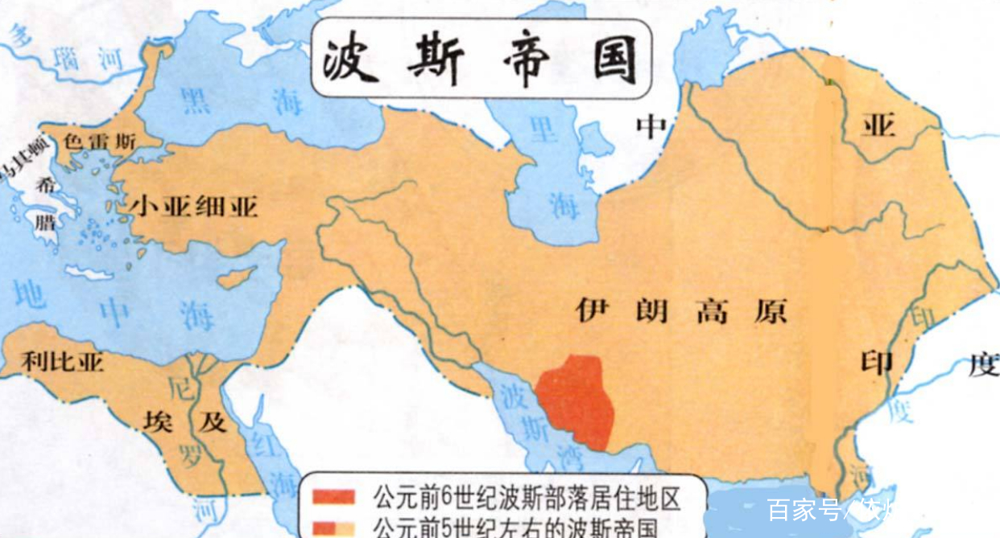 波斯帝国
多瑙河
黑海
里海
中亚
色雷斯
马其顿
希腊
小亚细亚
地中海
伊朗高原
印度
印度河
利比亚
埃及
尼罗河
红海
波斯湾
公元前6世纪波斯部落居住地区
公元前5世纪左右的波斯帝国
百家号/